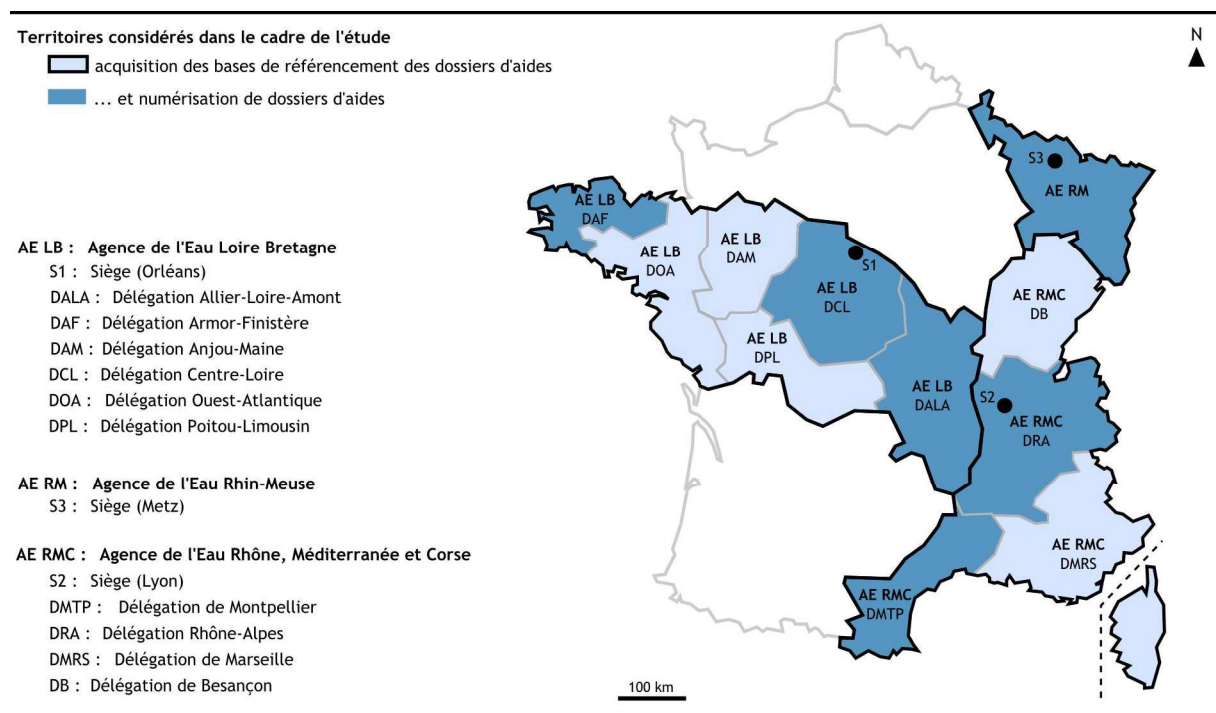 Territoires considérés dans le cadre de l'étude
acquisition des bases de référencement des dossiers d'aides
... et numérisation de dossiers d'aides
AE LB : Agence de l'Eau Loire Bretagne
S1 : Siège (Orléans)
DALA : Délégation Allier-Loire-Amont
DAF : Délégation Armor-Finistère
DAM : Délégation Anjou-Maine
DCL : Délégation Centre-Loire
DOA : Délégation Ouest-Atlantique
DPL : Délégation Poitou-Limousin
AE RM : Agence de l'Eau Rhin-Meuse
S3 : Siège (Metz)
AE RMC : Agence de l'Eau Rhône, Méditerranée et Corse
S2 : Siège (Lyon)
DMTP : Délégation de Montpellier
DRA : Délégation Rhône-Alpes
DMRS : Délégation de Marseille
DB : Délégation de Besançon
N
S3
AE RM
AE LB
DAF
AE LB
DOA
AE LB
DAM
S1
AE LB
DCL
AE RMC
DB
AE LB
DPL
AE LB
DALA
S2
AE RMC
DRA
AE RMC
DMRS
AE RMC
DMTP
100 km